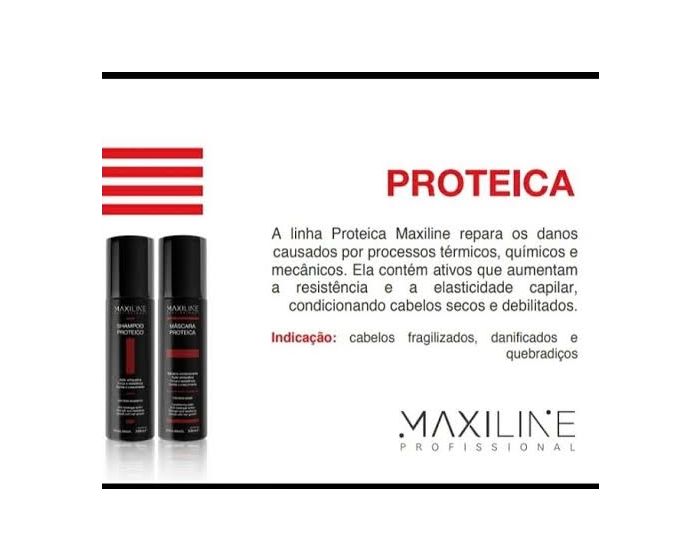 PROTEICA
A linha Proteica Maxiline repara os danos
causados por processos térmicos, químicos e
mecânicos. Ela contém ativos que aumentam
a resistência e a elasticidade capilar,
condicionando cabelos secos e debilitados.
Indicação: cabelos fragilizados, danificados e
quebradiços
MAXILINE
PROFISSIONAL
SHAMPOO
PROTEICO
MAXILINE
PROFISSIONAL
MÁSCARA
PROTEICA
MAXILINE
PROFISSIONAL